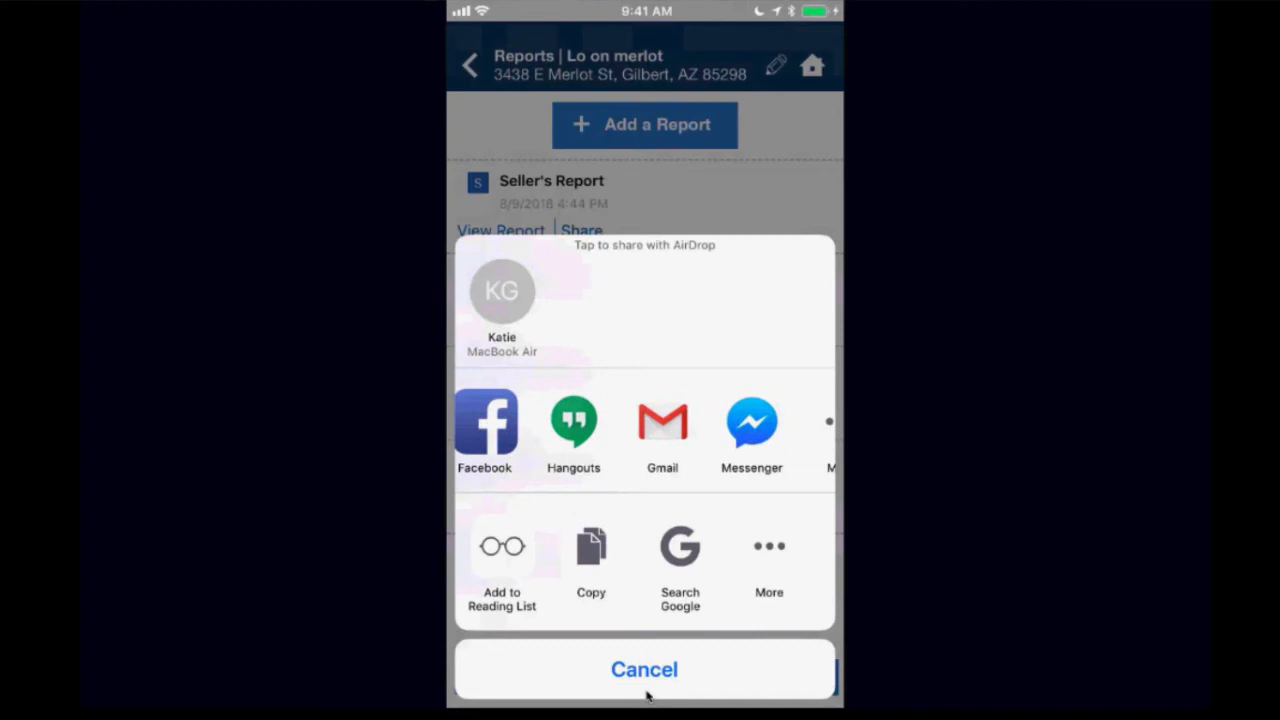 9:41 AM
Reports | Lo on merlot
3438 E Merlot St, Gilbert, AZ 85298
+ Add a Report
S Seller's Report
8/9/2018 4:44 PM
View Report | Share
Tap to share with AirDrop
KG
Katie
MacBook Air
Facebook Hangouts Gmail Messenger M
Add to Reading List
Copy
Search Google
More
Cancel